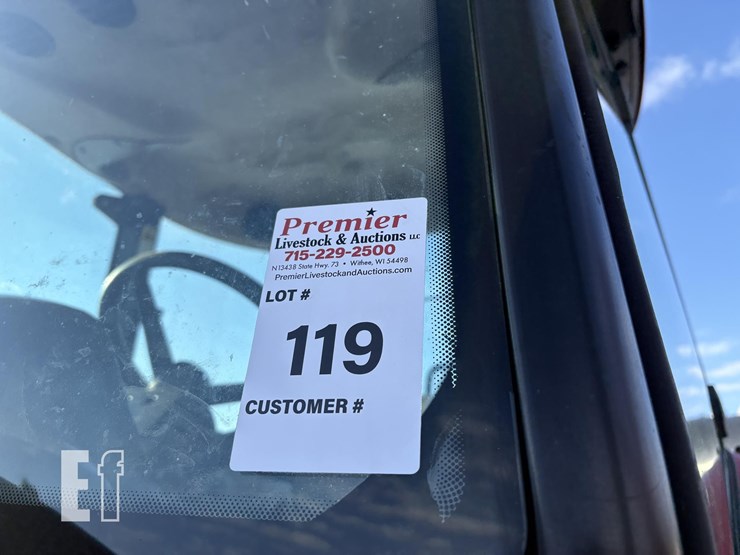 Premier
Livestock & Auctions LLC
715-229-2500
N13438 State Hwy. 73 • Withee, WI 54498
PremierLivestockandAuctions.com
LOT #
119
CUSTOMER #
Ef